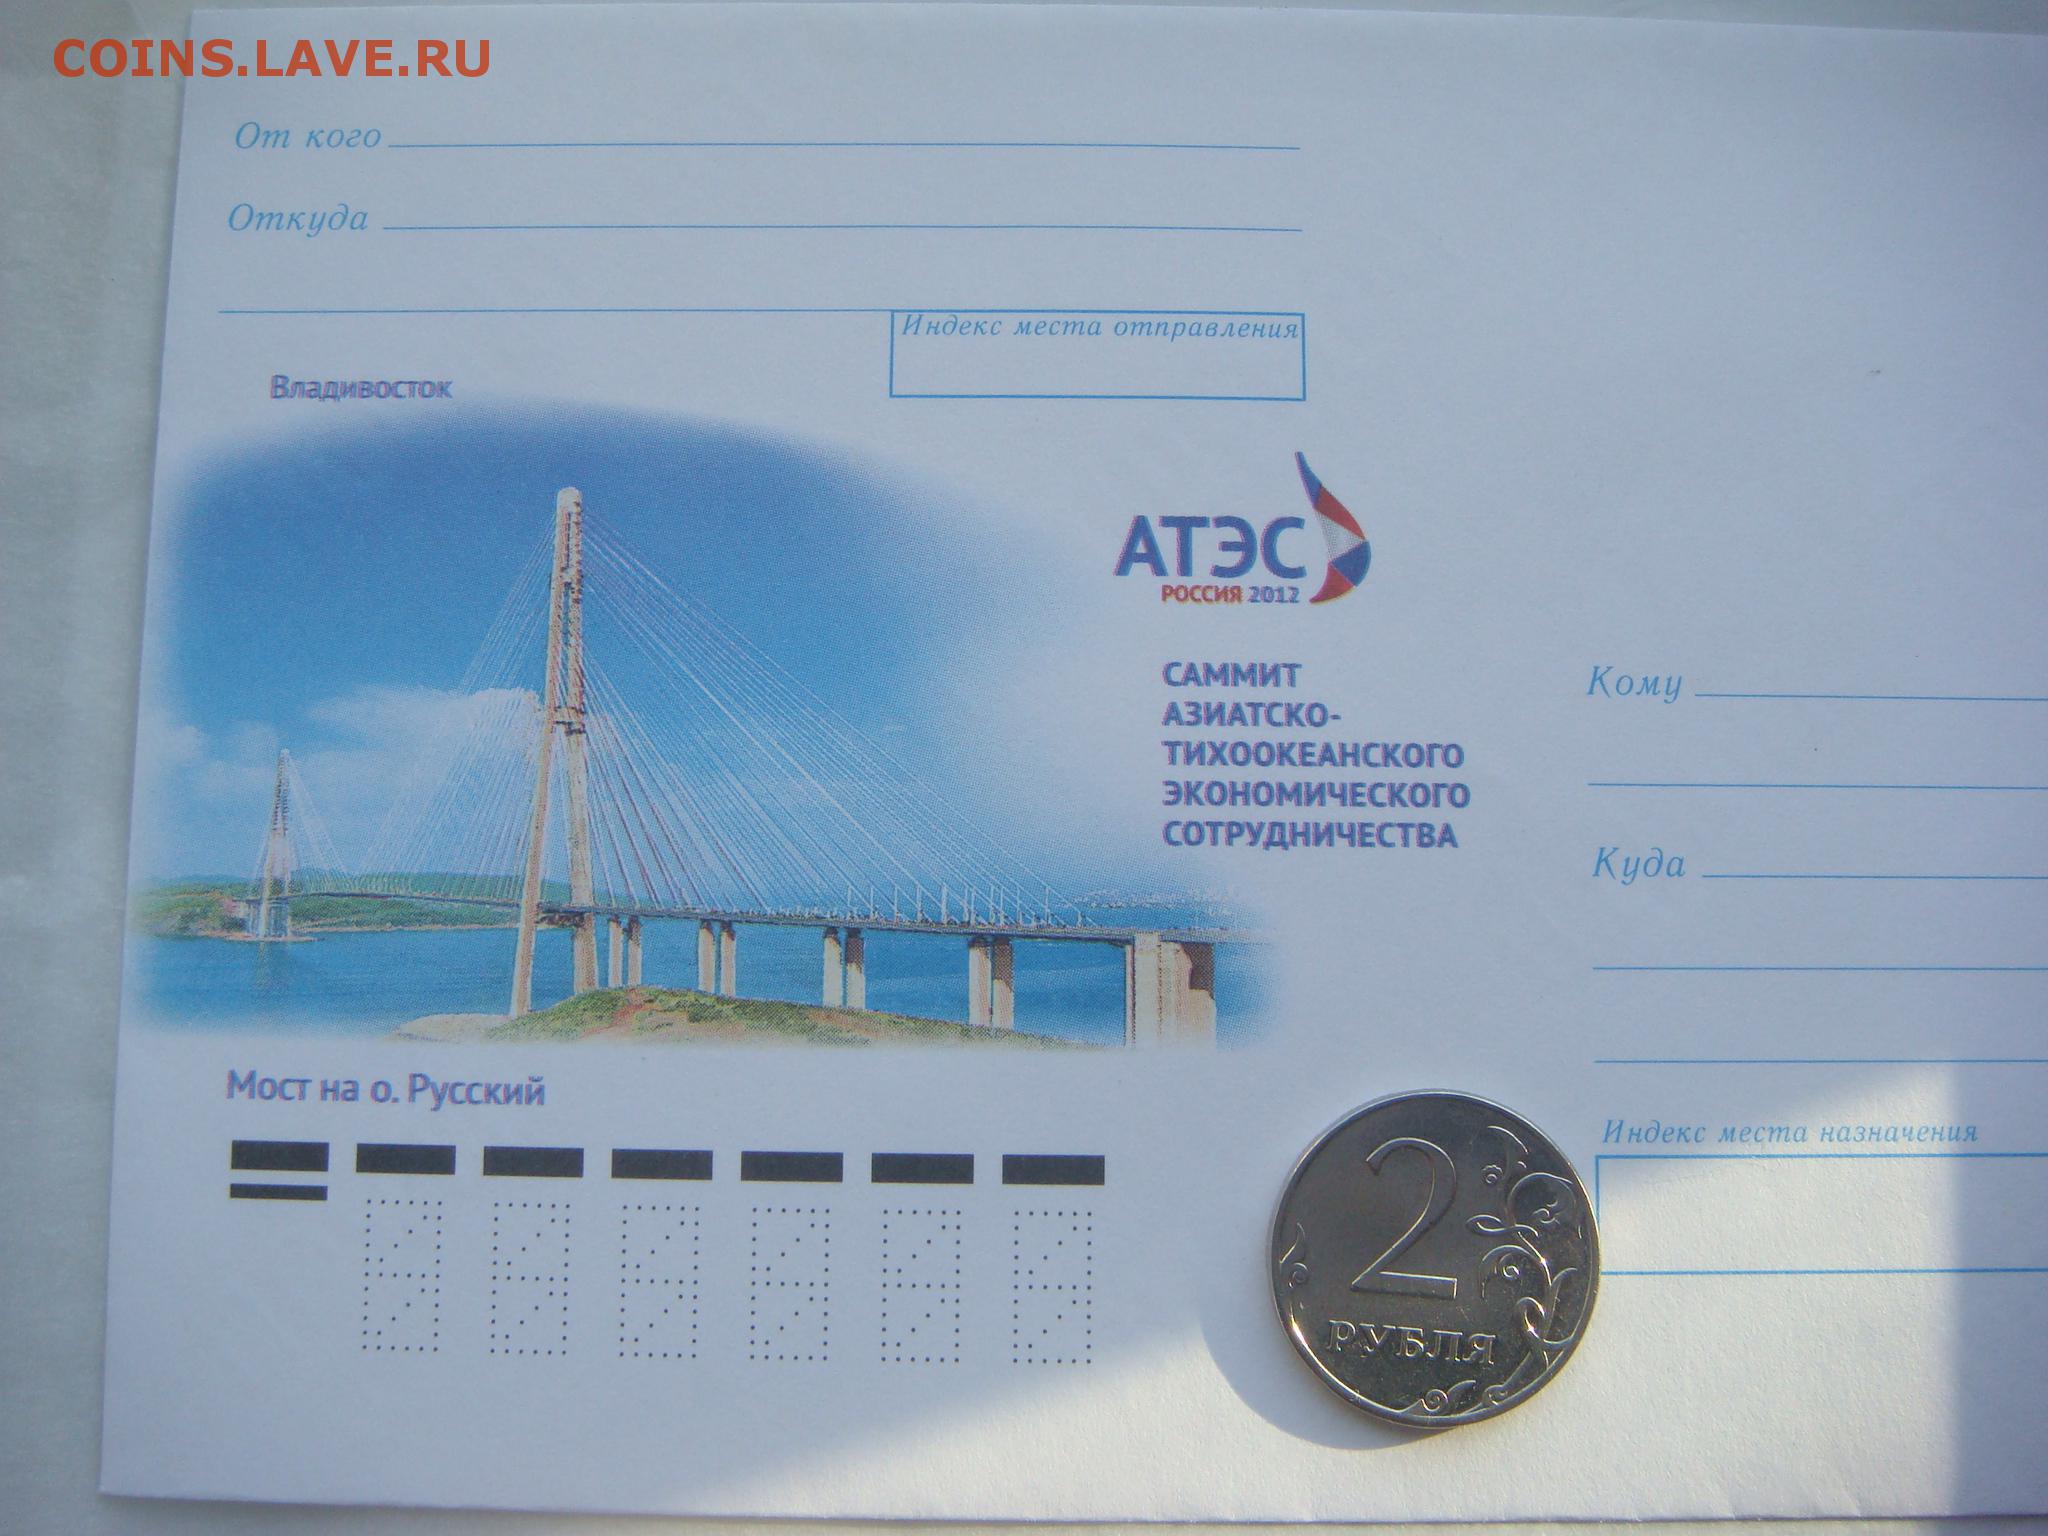 COINS.LAVE.RU
От кого
Откуда
Индекс места отправления
Владивосток
АТЭС
РОССИЯ 2012
САММИТ
АЗИАТСКО-
ТИХООКЕАНСКОГО
ЭКОНОМИЧЕСКОГО
СОТРУДНИЧЕСТВА
Кому
Куда
Мост на о. Русский
Индекс места назначения
2
РУБЛЯ